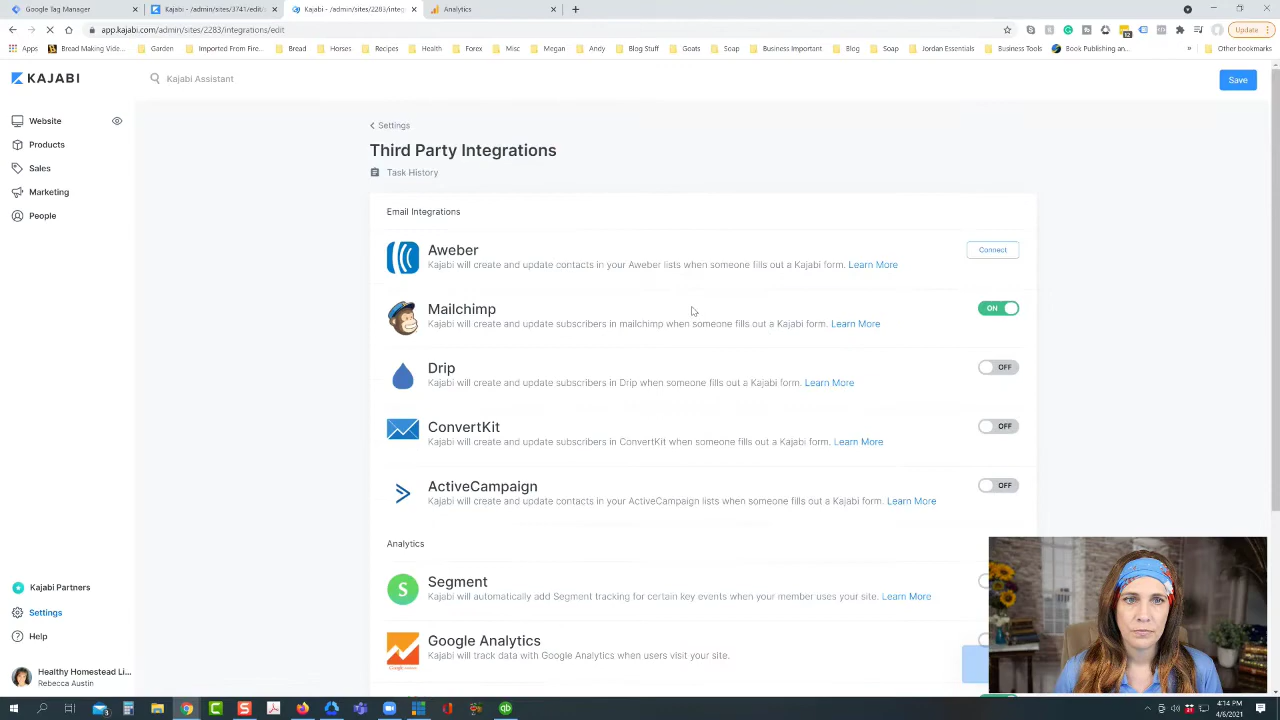 Google Tag Manager
Kajabi - /admin/sites/3741/edit
Kajabi - /admin/sites/2283/integ
Analytics
app.kajabi.com/admin/sites/2283/integrations/edit
Update
Apps
Bread Making Vide...
Garden
Imported From Fire...
Bread
Horses
Recipes
Health
Forex
Misc
Megan
Andy
Blog Stuff
Goats
Soap
Business Important
Blog
Soap
Jordan Essentials
Business Tools
Book Publishing an...
»
Other bookmarks
KAJABI
Kajabi Assistant
Save
Website
Products
Sales
Marketing
People
Settings
Third Party Integrations
Task History
Email Integrations
Aweber
Kajabi will create and update contacts in your Aweber lists when someone fills out a Kajabi form. Learn More
Connect
Mailchimp
Kajabi will create and update subscribers in mailchimp when someone fills out a Kajabi form. Learn More
ON
Drip
Kajabi will create and update subscribers in Drip when someone fills out a Kajabi form. Learn More
OFF
ConvertKit
Kajabi will create and update subscribers in ConvertKit when someone fills out a Kajabi form. Learn More
OFF
ActiveCampaign
Kajabi will create and update contacts in your ActiveCampaign lists when someone fills out a Kajabi form. Learn More
OFF
Analytics
S
Segment
Kajabi will automatically add Segment tracking for certain key events when your member uses your site. Learn More
Google Analytics
Kajabi will track data with Google Analytics when users visit your site.
Kajabi Partners
Settings
Help
Healthy Homestead Li...
Rebecca Austin
4:14 PM
4/6/2021